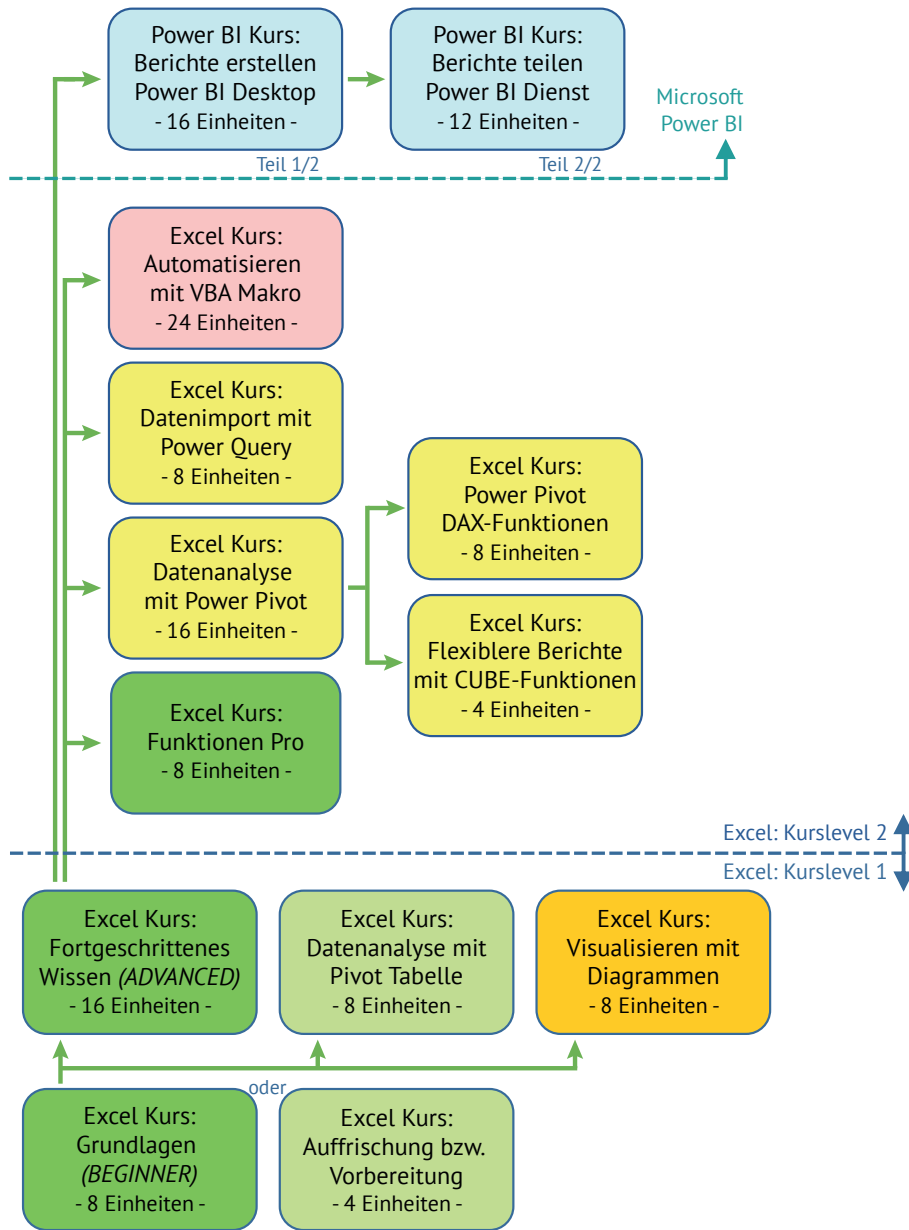 Power BI Kurs:
Berichte erstellen
Power BI Desktop
- 16 Einheiten -
Teil 1/2
Power BI Kurs:
Berichte teilen
Power BI Dienst
- 12 Einheiten -
Teil 2/2
Microsoft
Power BI
Excel Kurs:
Automatisieren
mit VBA Makro
- 24 Einheiten -
Excel Kurs:
Datenimport mit
Power Query
- 8 Einheiten -
Excel Kurs:
Datenanalyse
mit Power Pivot
- 16 Einheiten -
Excel Kurs:
Power Pivot
DAX-Funktionen
- 8 Einheiten -
Excel Kurs:
Flexiblere Berichte
mit CUBE-Funktionen
- 4 Einheiten -
Excel Kurs:
Funktionen Pro
- 8 Einheiten -
Excel: Kurslevel 2
Excel: Kurslevel 1
Excel Kurs:
Fortgeschrittenes
Wissen (ADVANCED)
- 16 Einheiten -
Excel Kurs:
Datenanalyse mit
Pivot Tabelle
- 8 Einheiten -
Excel Kurs:
Visualisieren mit
Diagrammen
- 8 Einheiten -
oder
Excel Kurs:
Grundlagen
(BEGINNER)
- 8 Einheiten -
Excel Kurs:
Auffrischung bzw.
Vorbereitung
- 4 Einheiten -